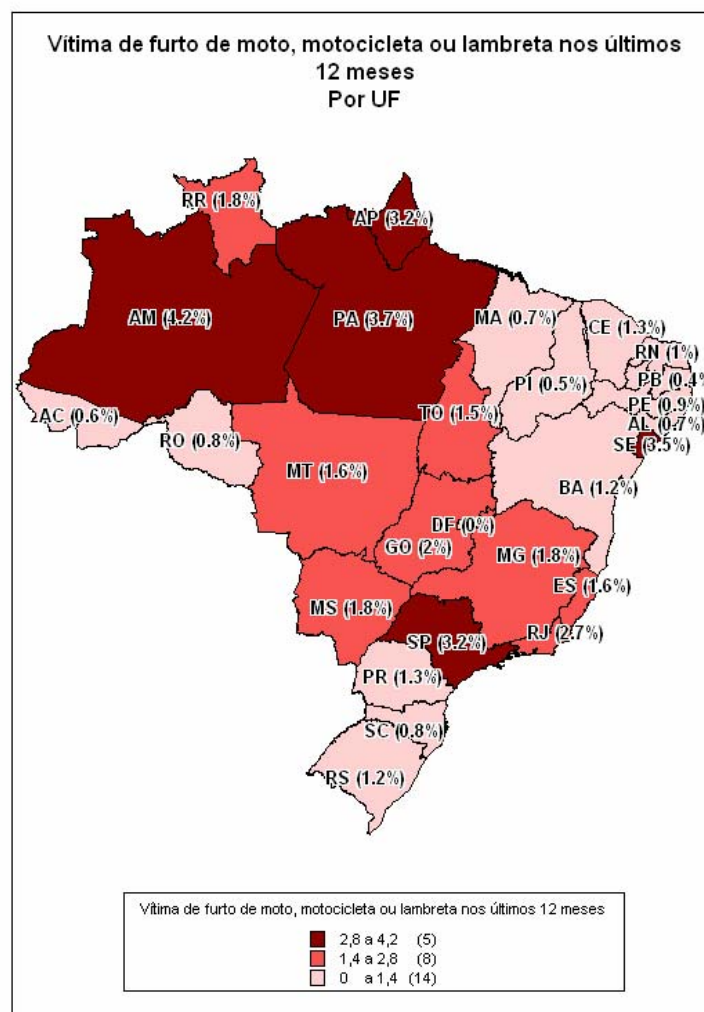 Vítima de furto de moto, motocicleta ou lambreta nos últimos
12 meses
Por UF
RR (1.8%)
AP (3.2%)
AM (4.2%)
PA (3.7%)
MA (0.7%)
CE (1.3%)
RN (1%)
PB (0.4%
PI (0.5%)
PE (0.9%)
AC (0.6%)
TO (1.5%)
AL (0.7%)
RO (0.8%)
SE (3.5%)
MT (1.6%)
BA (1.2%)
DF (0%)
GO (2%)
MG (1.8%)
ES (1.6%)
MS (1.8%)
RJ (2.7%)
SP (3.2%)
PR (1.3%)
SC (0.8%)
RS (1.2%)
Vítima de furto de moto, motocicleta ou lambreta nos últimos 12 meses
2,8 a 4,2 (5)
1,4 a 2,8 (8)
0 a 1,4 (14)